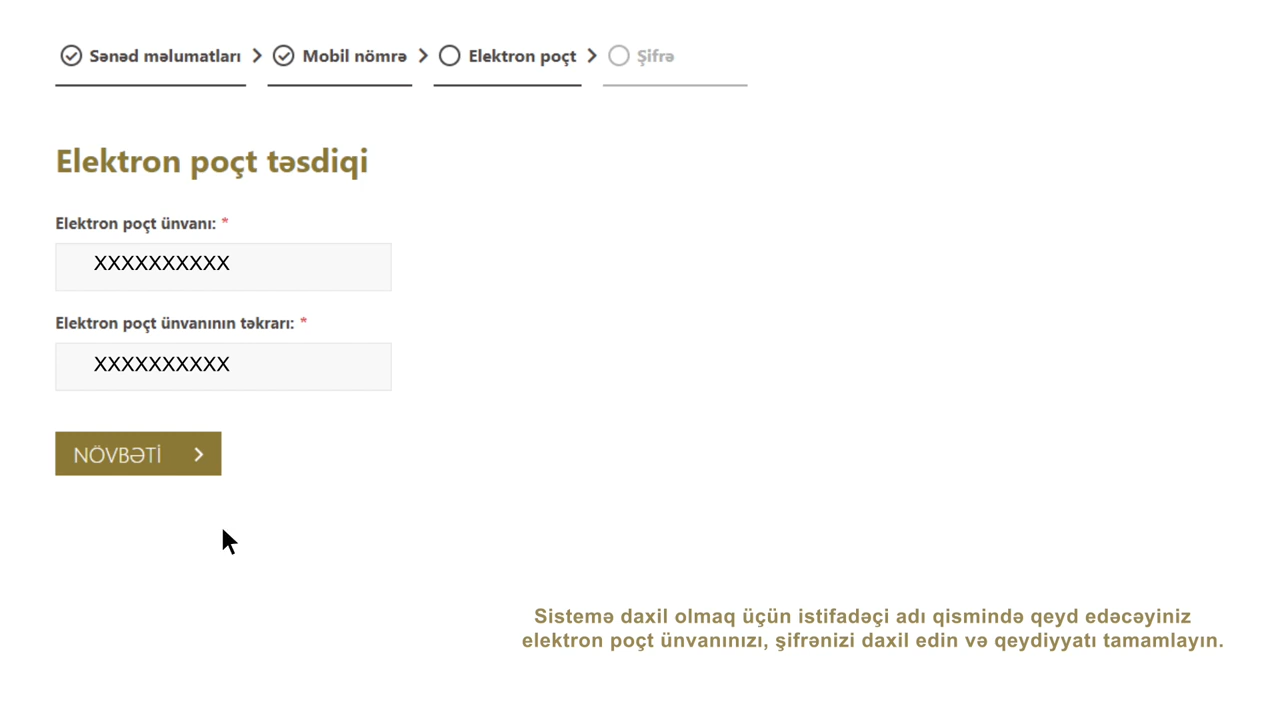 Sənəd məlumatları > Mobil nömrə > Elektron poçt > Şifrə
Elektron poçt təsdiqi
Elektron poçt ünvanı: *
XXXXXXXXXX
Elektron poçt ünvanının təkrarı: *
XXXXXXXXXX
NÖVBƏTİ >
Sistemə daxil olmaq üçün istifadəçi adı qismində qeyd edəcəyiniz
elektron poçt ünvanınızı, şifrənizi daxil edin və qeydiyyatı tamamlayın.